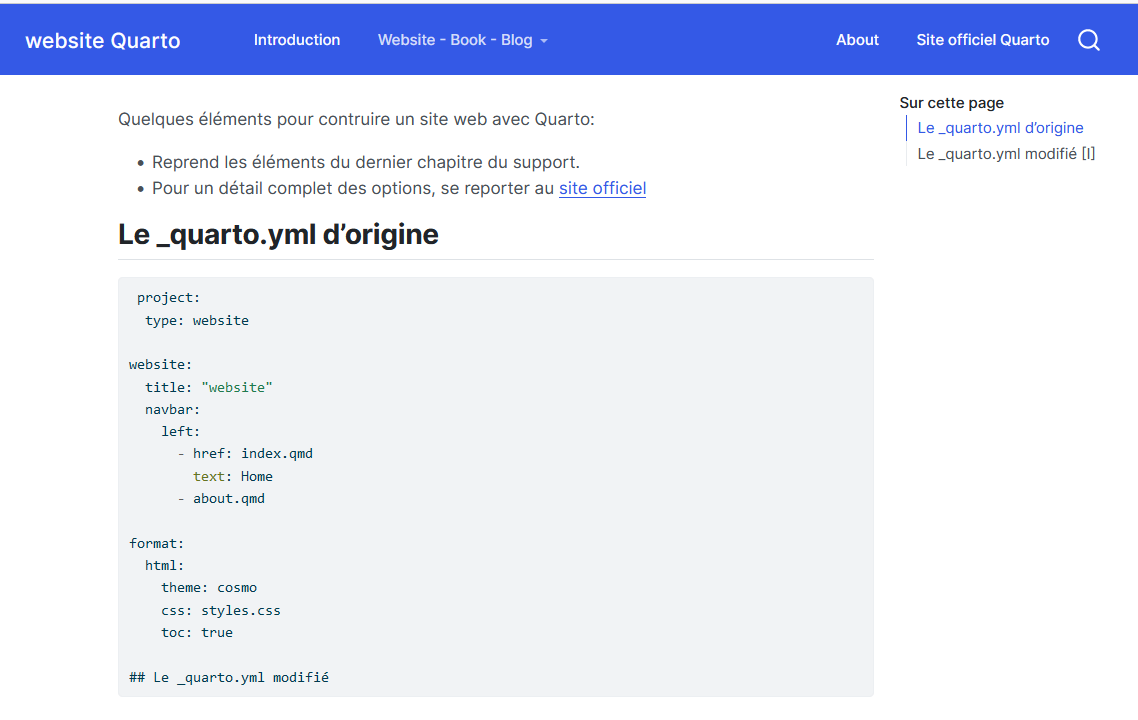 website Quarto
Introduction
Website - Book - Blog
About
Site officiel Quarto
Quelques éléments pour contruire un site web avec Quarto:
• Reprend les éléments du dernier chapitre du support.
• Pour un détail complet des options, se reporter au site officiel
Le _quarto.yml d’origine
project:
type: website
website:
title: "website"
navbar:
left:
- href: index.qmd
text: Home
- about.qmd
format:
html:
theme: cosmo
css: styles.css
toc: true
## Le _quarto.yml modifié
Sur cette page
Le _quarto.yml d’origine
Le _quarto.yml modifié [I]